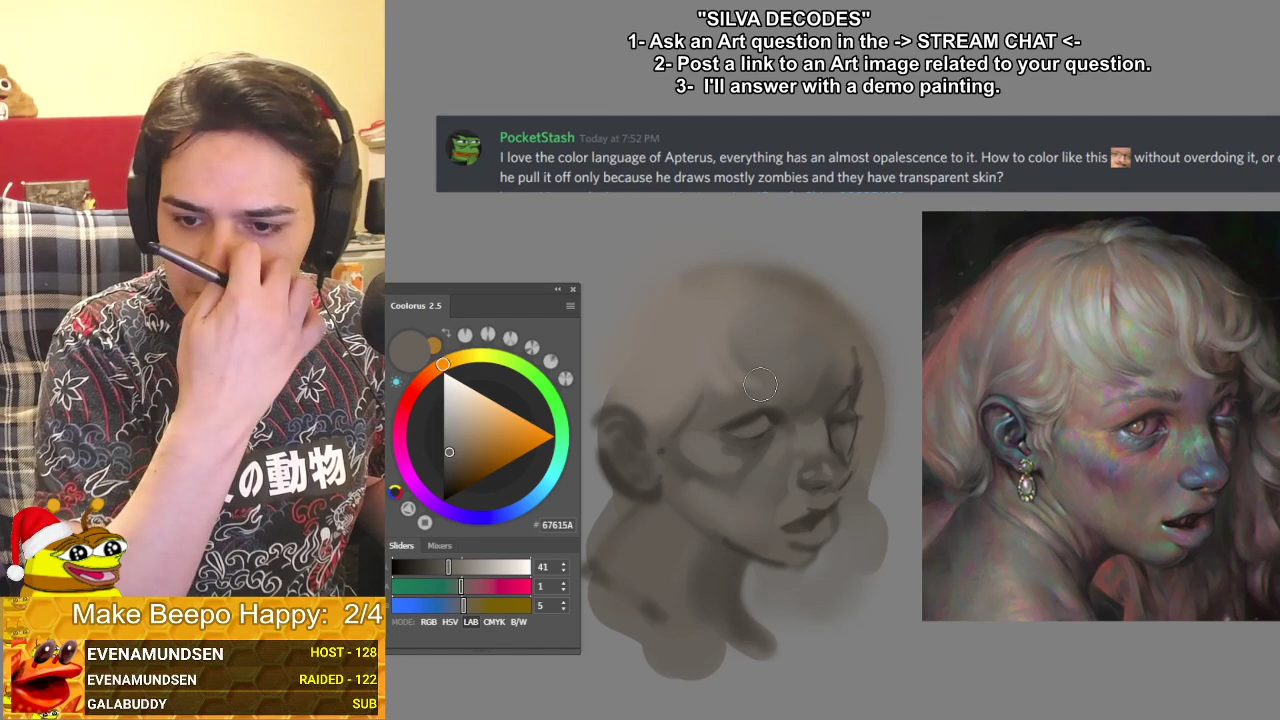 "SILVA DECODES"
1- Ask an Art question in the -> STREAM CHAT <-
2- Post a link to an Art image related to your question.
3- I'll answer with a demo painting.
PocketStash Today at 7:52 PM
I love the color language of Apterus, everything has an almost opalescence to it. How to color like this without overdoing it, or
he pull it off only because he draws mostly zombies and they have transparent skin?
Coolorus 2.5
# 67615A
Sliders Mixers
41
1
5
MODE: RGB HSV LAB CMYK B/W
の動物
Make Beepo Happy: 2/4
EVENAMUNDSEN HOST - 128
EVENAMUNDSEN RAIDED - 122
GALABUDDY SUB